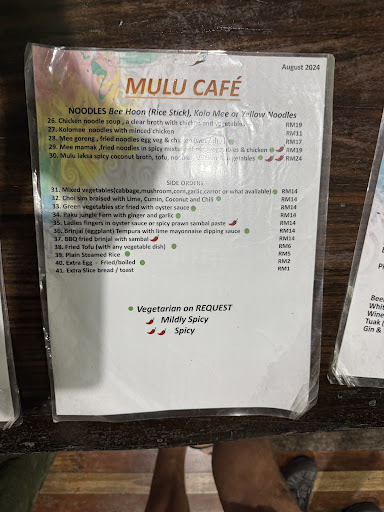 August 2024
MULU CAFÉ
NOODLES Bee Hoon (Rice Stick), Kolo Mee or Yellow Noodles
26. Chicken noodle soup , a clear broth with chicken and vegetables RM19
27. Kolomee noodles with minced chicken RM11
28. Mee goreng , fried noodles egg veg & chicken (veg / ) RM17
29. Mee mamak ,fried noodles in spicy & chicken RM19
30. Mulu laksa spicy coconut broth, tofu, vegetables RM24
SIDE ORDERS
31. Mixed vegetables(cabbage,mushroom,corn,garlic,carrot or what available) RM14
32. Choi sim braised with Lime, Cumin, Coconut and Chili RM14
33. Green vegetables stir fried with oyster sauce RM14
34. Paku jungle Fern with ginger and garlic RM14
35. Ladies fingers in oyster sauce or spicy prawn sambal paste RM14
36. Brinjal (eggplant) Tempura with lime mayonnaise dipping sauce RM14
37. BBQ fried brinjal with sambal RM14
38. Fried Tofu (with any vegetable dish) RM6
39. Plain Steamed Rice RM5
40. Extra Egg - Fried/boiled RM2
41. Extra Slice bread / toast RM1
Vegetarian on REQUEST
Mildly Spicy
Spicy
Beer
Whis
Wine
Tuak (
Gin &